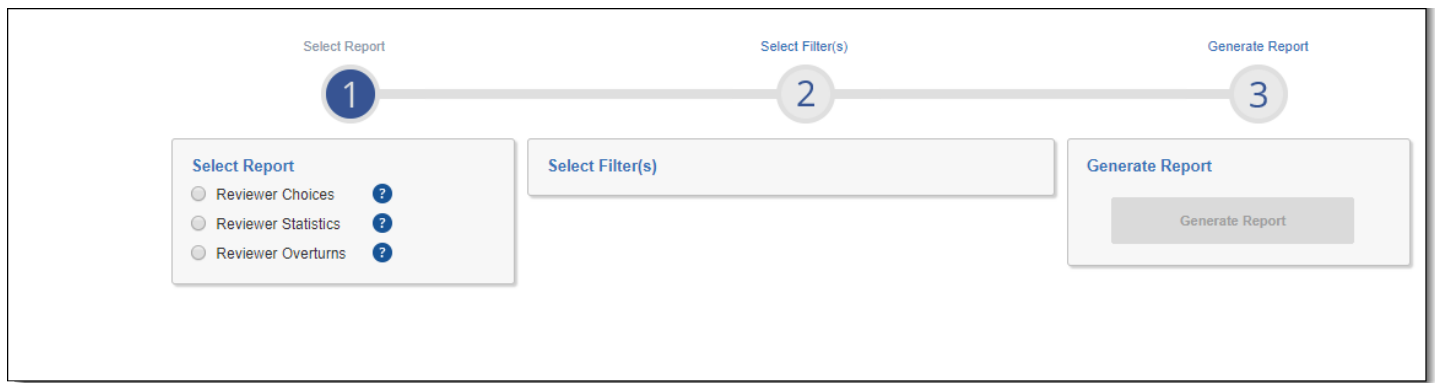 Select Report
Select Filter(s)
Generate Report
1
2
3
Select Report
Reviewer Choices ?
Reviewer Statistics ?
Reviewer Overturns ?
Select Filter(s)
Generate Report
Generate Report